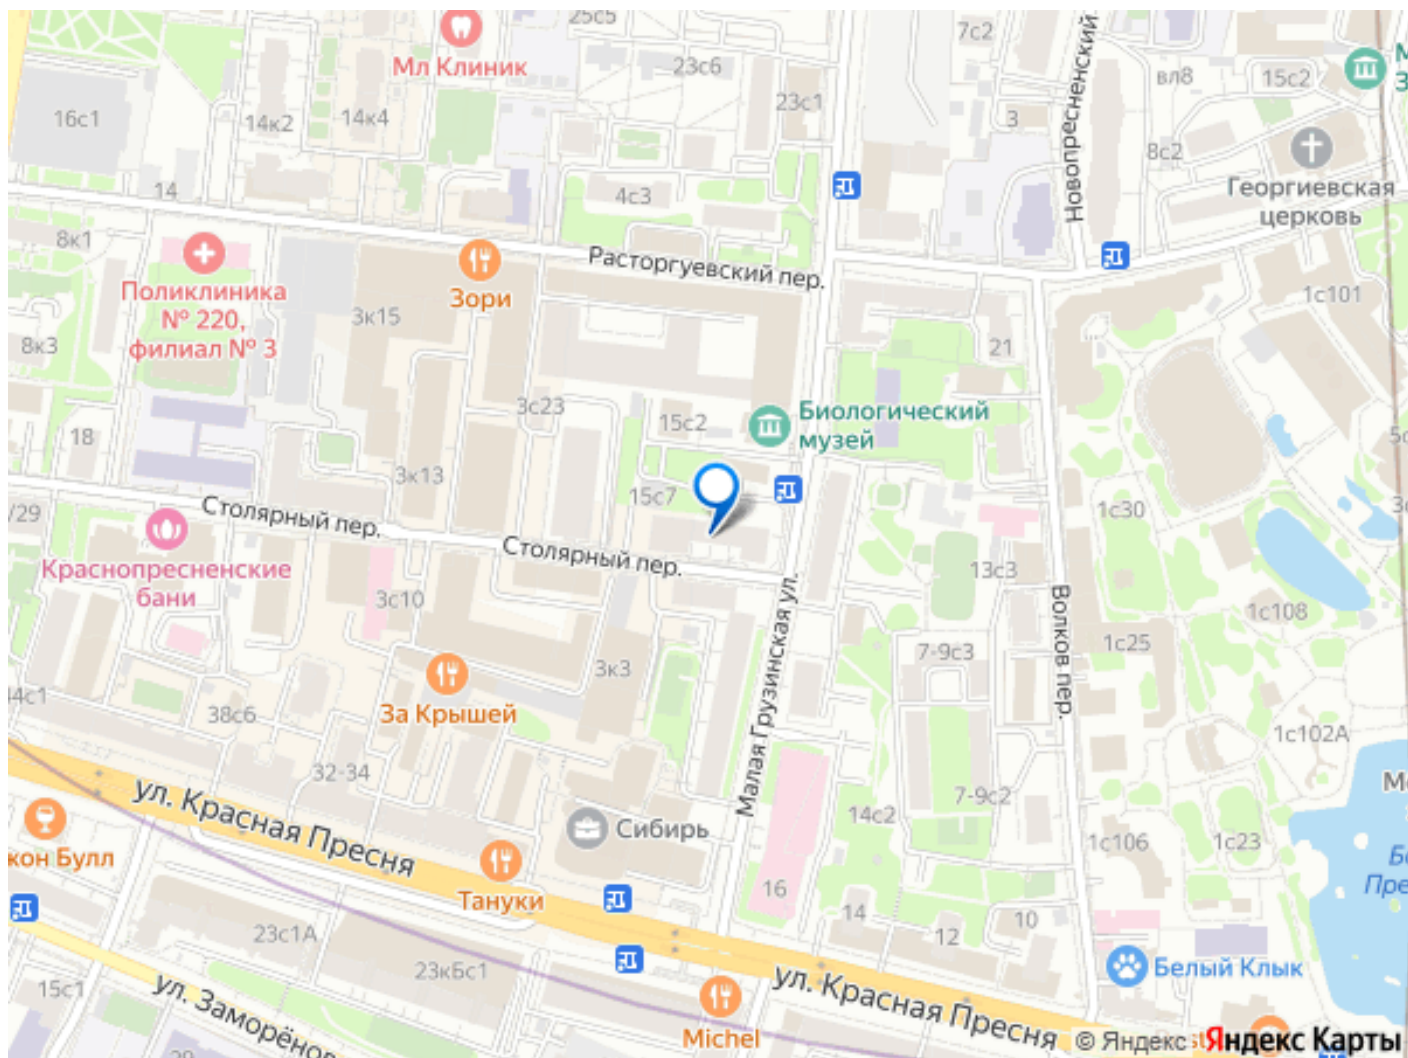 25с5
7с2
Мл Клиник
23с6
Новопресненский
вл8
15с2
М
З
16с1
14к2
14к4
23с1
3
8с2
Георгиевская
церковь
14
4с3
8к1
Расторгуевский пер.
Поликлиника
№ 220,
филиал № 3
Зори
1с101
3к15
8к3
21
3с23
15с2
Биологический
музей
18
3к13
15с7
1с30
/29
Столярный пер.
Столярный пер.
Краснопресненские
бани
3с10
13с3
1с108
Малая Грузинская ул.
Волков пер.
1с25
7-9с3
3к3
За Крышей
38с6
1с102А
32-34
7-9с2
14с2
ул. Красная Пресня
Сибирь
1с106
1с23
кон Булл
Тануки
16
14
12
10
23с1А
23кБс1
Белый Клык
15с1
ул. Заморёнов
ул. Красная Пресня
Michel
© Яндекс
Яндекс Карты